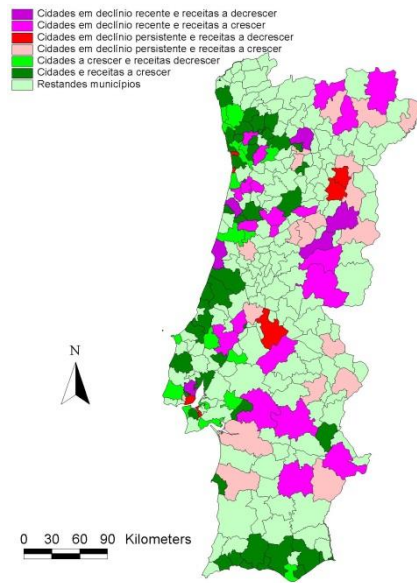 Cidades em declínio recente e receitas a decrescer
Cidades em declínio recente e receitas a crescer
Cidades em declínio persistente e receitas a decrescer
Cidades em declínio persistente e receitas a crescer
Cidades a crescer e receitas decrescer
Cidades e receitas a crescer
Restandes municípios
N
0 30 60 90 Kilometers